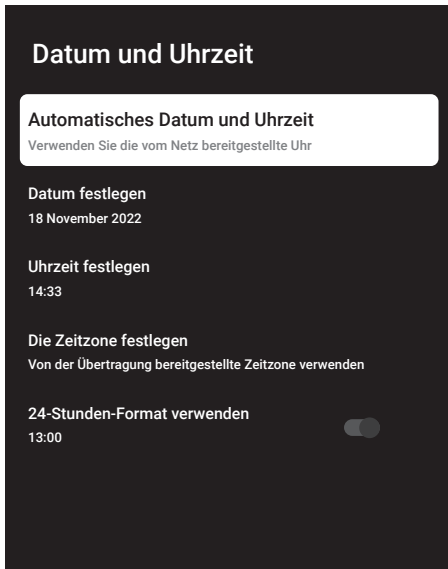 Datum und Uhrzeit
Automatisches Datum und Uhrzeit
Verwenden Sie die vom Netz bereitgestellte Uhr
Datum festlegen
18 November 2022
Uhrzeit festlegen
14:33
Die Zeitzone festlegen
Von der Übertragung bereitgestellte Zeitzone verwenden
24-Stunden-Format verwenden
13:00